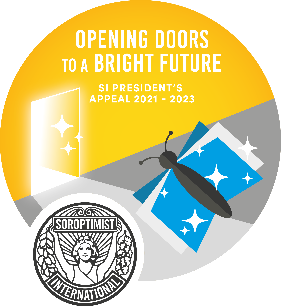 OPENING DOORS
TO A BRIGHT FUTURE
SI PRESIDENT'S
APPEAL 2021 - 2023
SOROPTIMIST
INTERNATIONAL